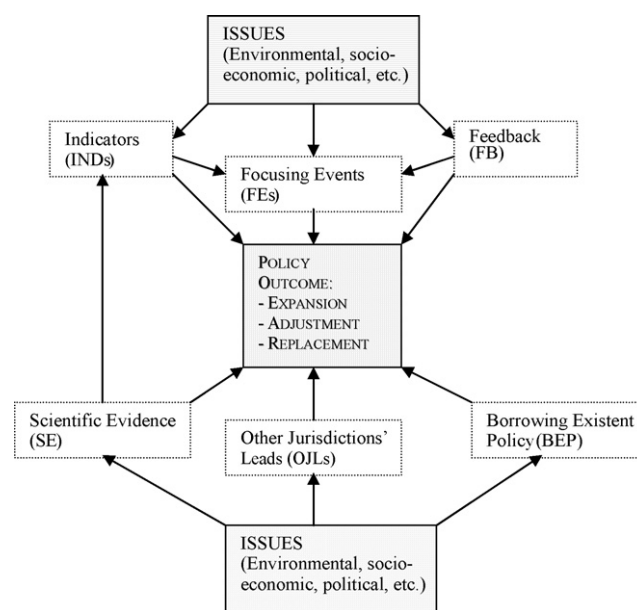 ISSUES
(Environmental, socio-
economic, political, etc.)
Indicators
(INDs)
Feedback
(FB)
Focusing Events
(FEs)
POLICY
OUTCOME:
- EXPANSION
- ADJUSTMENT
- REPLACEMENT
Scientific Evidence
(SE)
Other Jurisdictions’
Leads (OJLs)
Borrowing Existent
Policy (BEP)
ISSUES
(Environmental, socio-
economic, political, etc.)